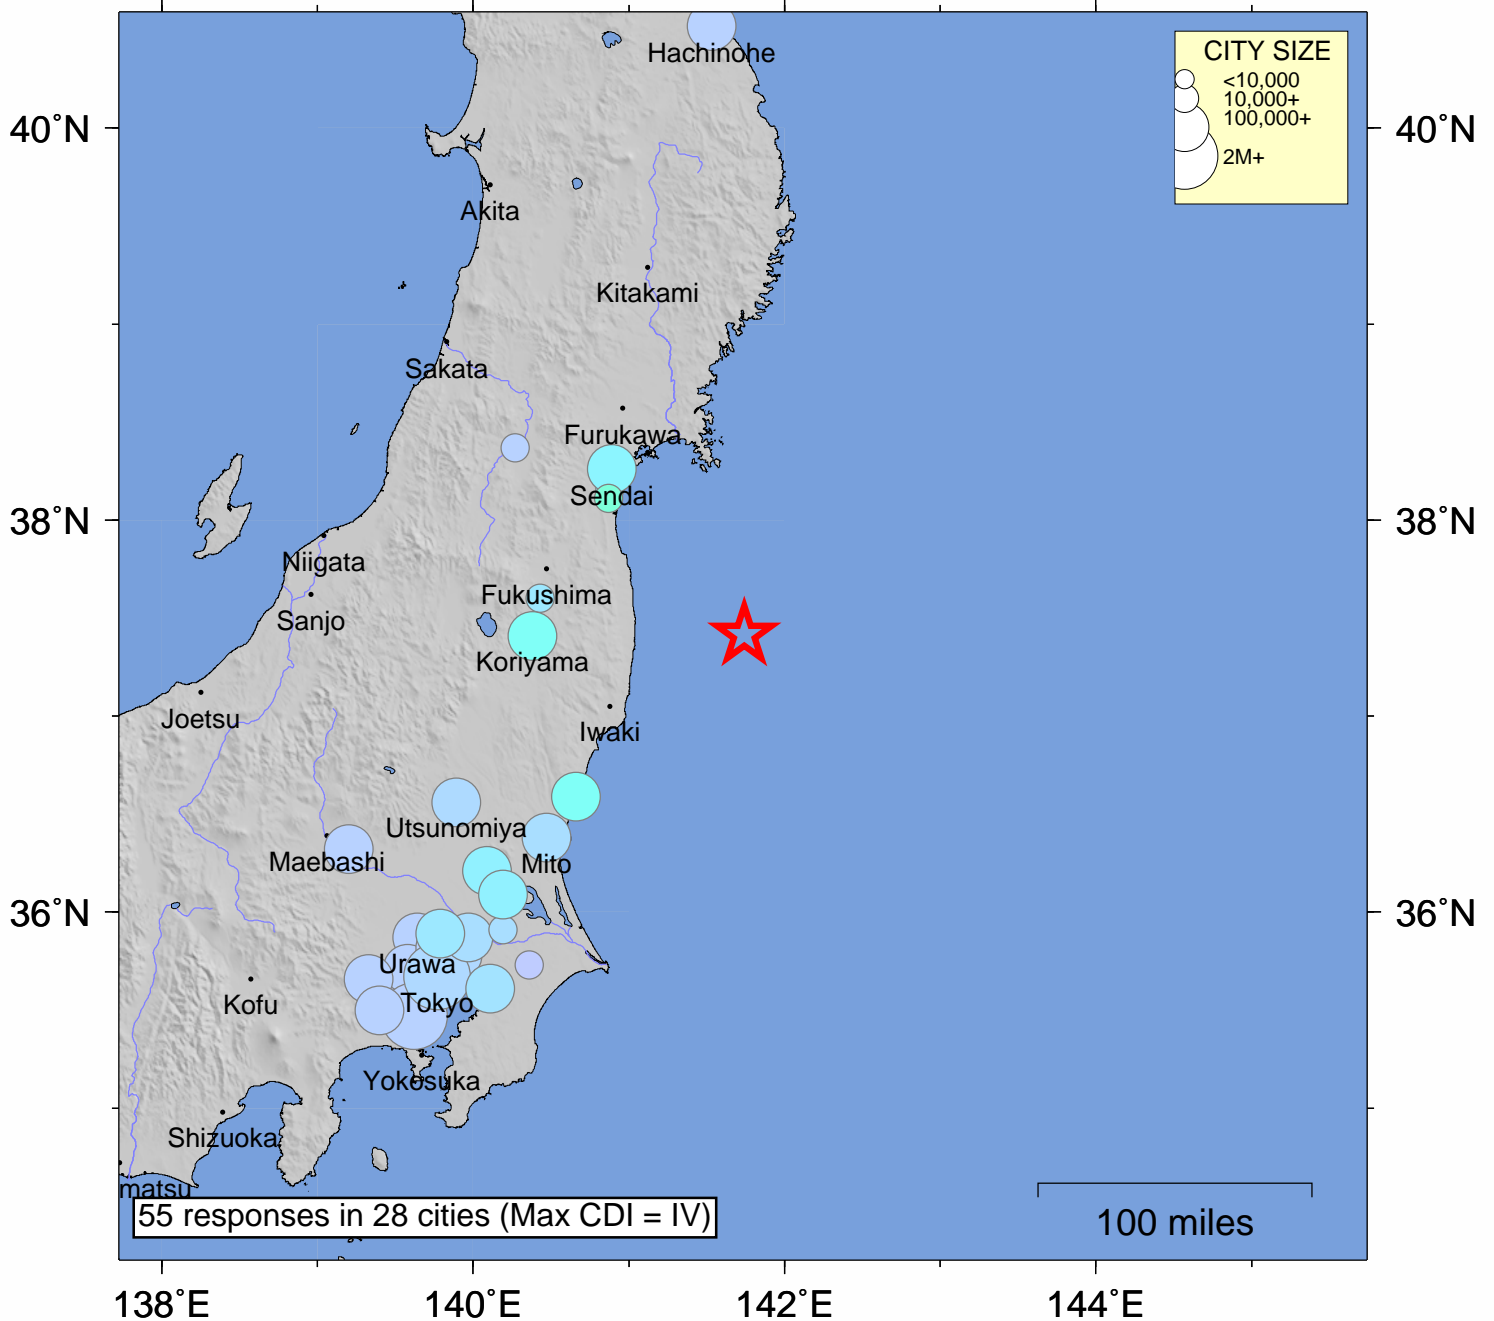 CITY SIZE
<10,000
10,000+
100,000+
2M+
Hachinohe
40°N
40°N
Akita
Kitakami
Sakata
Furukawa
Sendai
38°N
38°N
Niigata
Fukushima
Sanjo
Koriyama
Joetsu
Iwaki
Utsunomiya
Maebashi
Mito
36°N
36°N
Urawa
Kofu
Tokyo
Yokosuka
Shizuoka
matsu
55 responses in 28 cities (Max CDI = IV)
100 miles
138°E
140°E
142°E
144°E